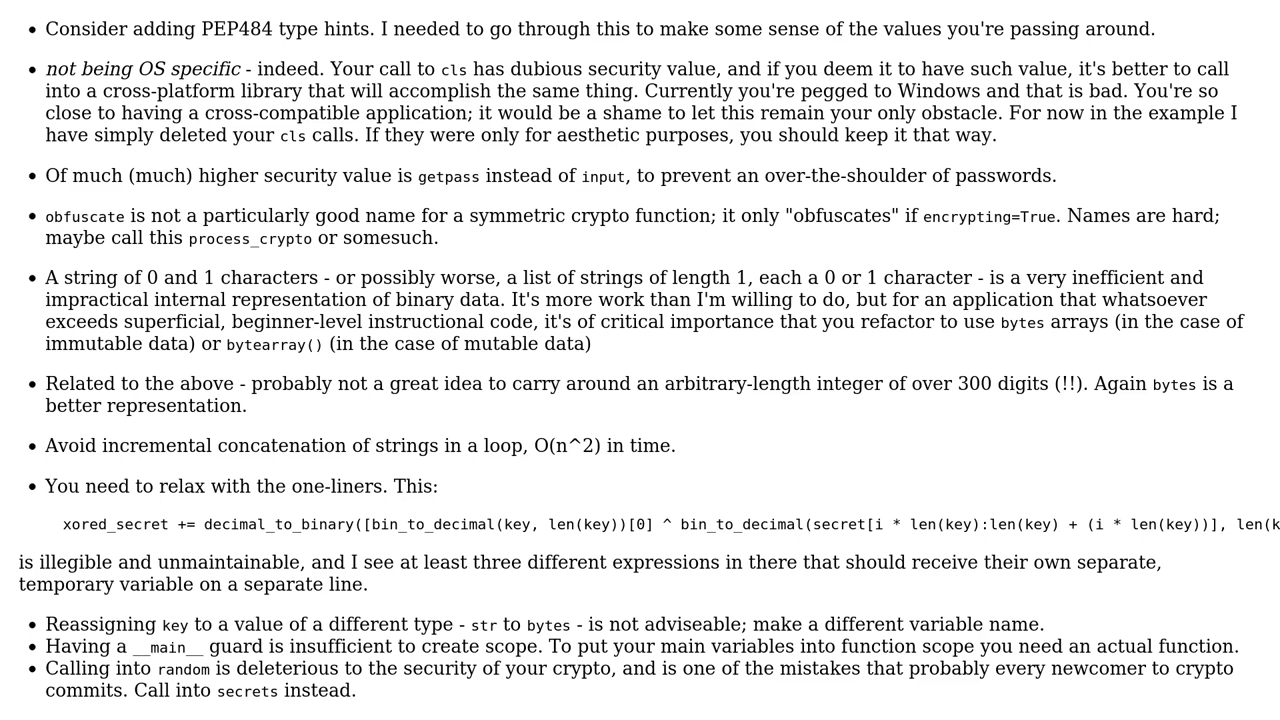 Consider adding PEP484 type hints. I needed to go through this to make some sense of the values you're passing around.
not being OS specific - indeed. Your call to cls has dubious security value, and if you deem it to have such value, it's better to call
into a cross-platform library that will accomplish the same thing. Currently you're pegged to Windows and that is bad. You're so
close to having a cross-compatible application; it would be a shame to let this remain your only obstacle. For now in the example I
have simply deleted your cls calls. If they were only for aesthetic purposes, you should keep it that way.
Of much (much) higher security value is getpass instead of input, to prevent an over-the-shoulder of passwords.
obfuscate is not a particularly good name for a symmetric crypto function; it only "obfuscates" if encrypting=True. Names are hard;
maybe call this process_crypto or somesuch.
A string of 0 and 1 characters - or possibly worse, a list of strings of length 1, each a 0 or 1 character - is a very inefficient and
impractical internal representation of binary data. It's more work than I'm willing to do, but for an application that whatsoever
exceeds superficial, beginner-level instructional code, it's of critical importance that you refactor to use bytes arrays (in the case of
immutable data) or bytearray() (in the case of mutable data)
Related to the above - probably not a great idea to carry around an arbitrary-length integer of over 300 digits (!!). Again bytes is a
better representation.
Avoid incremental concatenation of strings in a loop, O(n^2) in time.
You need to relax with the one-liners. This:
xored_secret += decimal_to_binary([bin_to_decimal(key, len(key))[0] ^ bin_to_decimal(secret[i * len(key):len(key) + (i * len(key))], len(k
is illegible and unmaintainable, and I see at least three different expressions in there that should receive their own separate,
temporary variable on a separate line.
Reassigning key to a value of a different type - str to bytes - is not adviseable; make a different variable name.
Having a __main__ guard is insufficient to create scope. To put your main variables into function scope you need an actual function.
Calling into random is deleterious to the security of your crypto, and is one of the mistakes that probably every newcomer to crypto
commits. Call into secrets instead.